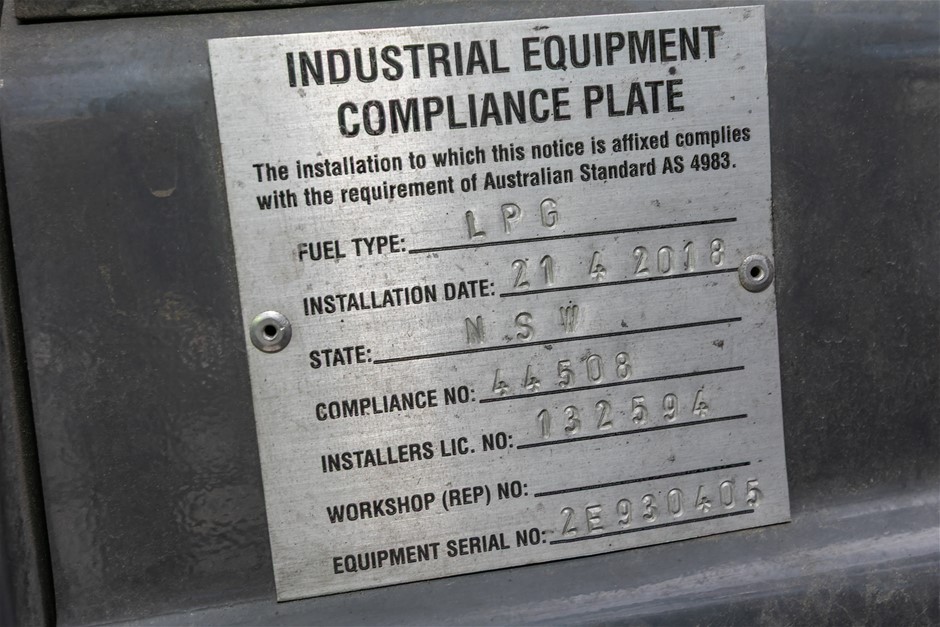 INDUSTRIAL EQUIPMENT
COMPLIANCE PLATE
The installation to which this notice is affixed complies
with the requirement of Australian Standard AS 4983.
FUEL TYPE: LPG
INSTALLATION DATE: 21 4 2018
STATE: NSW
COMPLIANCE NO: 44508
INSTALLERS LIC. NO: 132594
WORKSHOP (REP) NO:
EQUIPMENT SERIAL NO: 2E930405